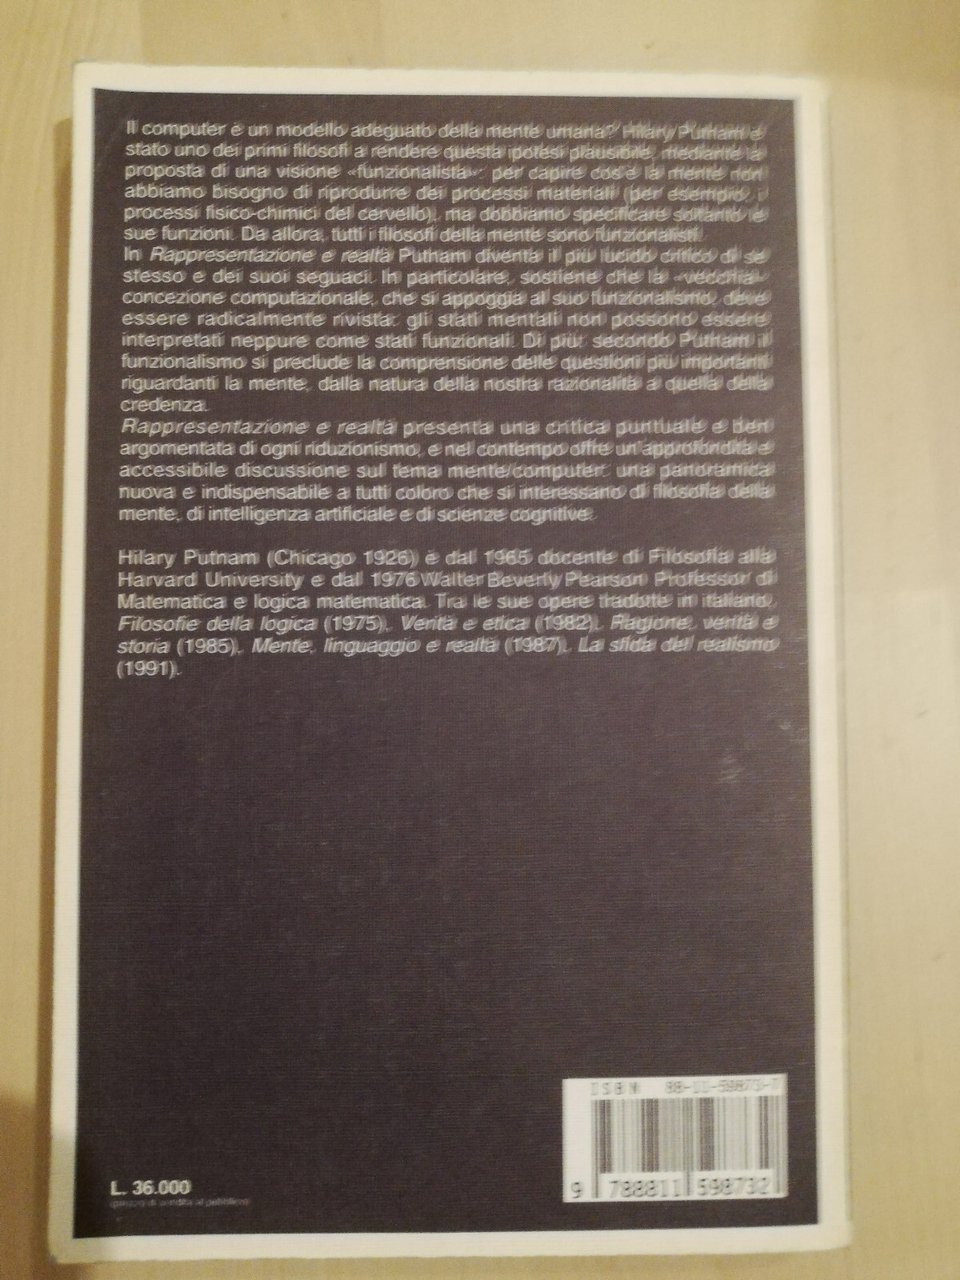 Il computer è un modello adeguato della mente umana? Hilary Putnam è
stato uno dei primi filosofi a rendere questa ipotesi plausibile, mediante la
proposta di una visione «funzionalista»: per capire cos'è la mente non
abbiamo bisogno di riprodurre dei processi materiali (per esempio, i
processi fisico-chimici del cervello), ma dobbiamo specificare soltanto le
sue funzioni. Da allora, tutti i filosofi della mente sono funzionalisti.
In Rappresentazione e realtà Putnam diventa il più lucido critico di se
stesso e dei suoi seguaci. In particolare, sostiene che la «vecchia»
concezione computazionale, che si appoggia al suo funzionalismo, deve
essere radicalmente rivista: gli stati mentali non possono essere
interpretati neppure come stati funzionali. Di più: secondo Putnam il
funzionalismo si preclude la comprensione delle questioni più importanti
riguardanti la mente, dalla natura della nostra razionalità a quella della
credenza.
Rappresentazione e realtà presenta una critica puntuale e ben
argomentata di ogni riduzionismo, e nel contempo offre un'approfondita e
accessibile discussione sul tema mente/computer: una panoramica
nuova e indispensabile a tutti coloro che si interessano di filosofia della
mente, di intelligenza artificiale e di scienze cognitive.
Hilary Putnam (Chicago 1926) è dal 1965 docente di Filosofia alla
Harvard University e dal 1976 Walter Beverly Pearson Professor di
Matematica e logica matematica. Tra le sue opere tradotte in italiano,
Filosofie della logica (1975), Verità e etica (1982), Ragione, verità e
storia (1985), Mente, linguaggio e realtà (1987), La sfida del realismo
(1991).
ISBN 88-11-59873-7
9 788811 598732
L. 36.000
(prezzo di vendita al pubblico)